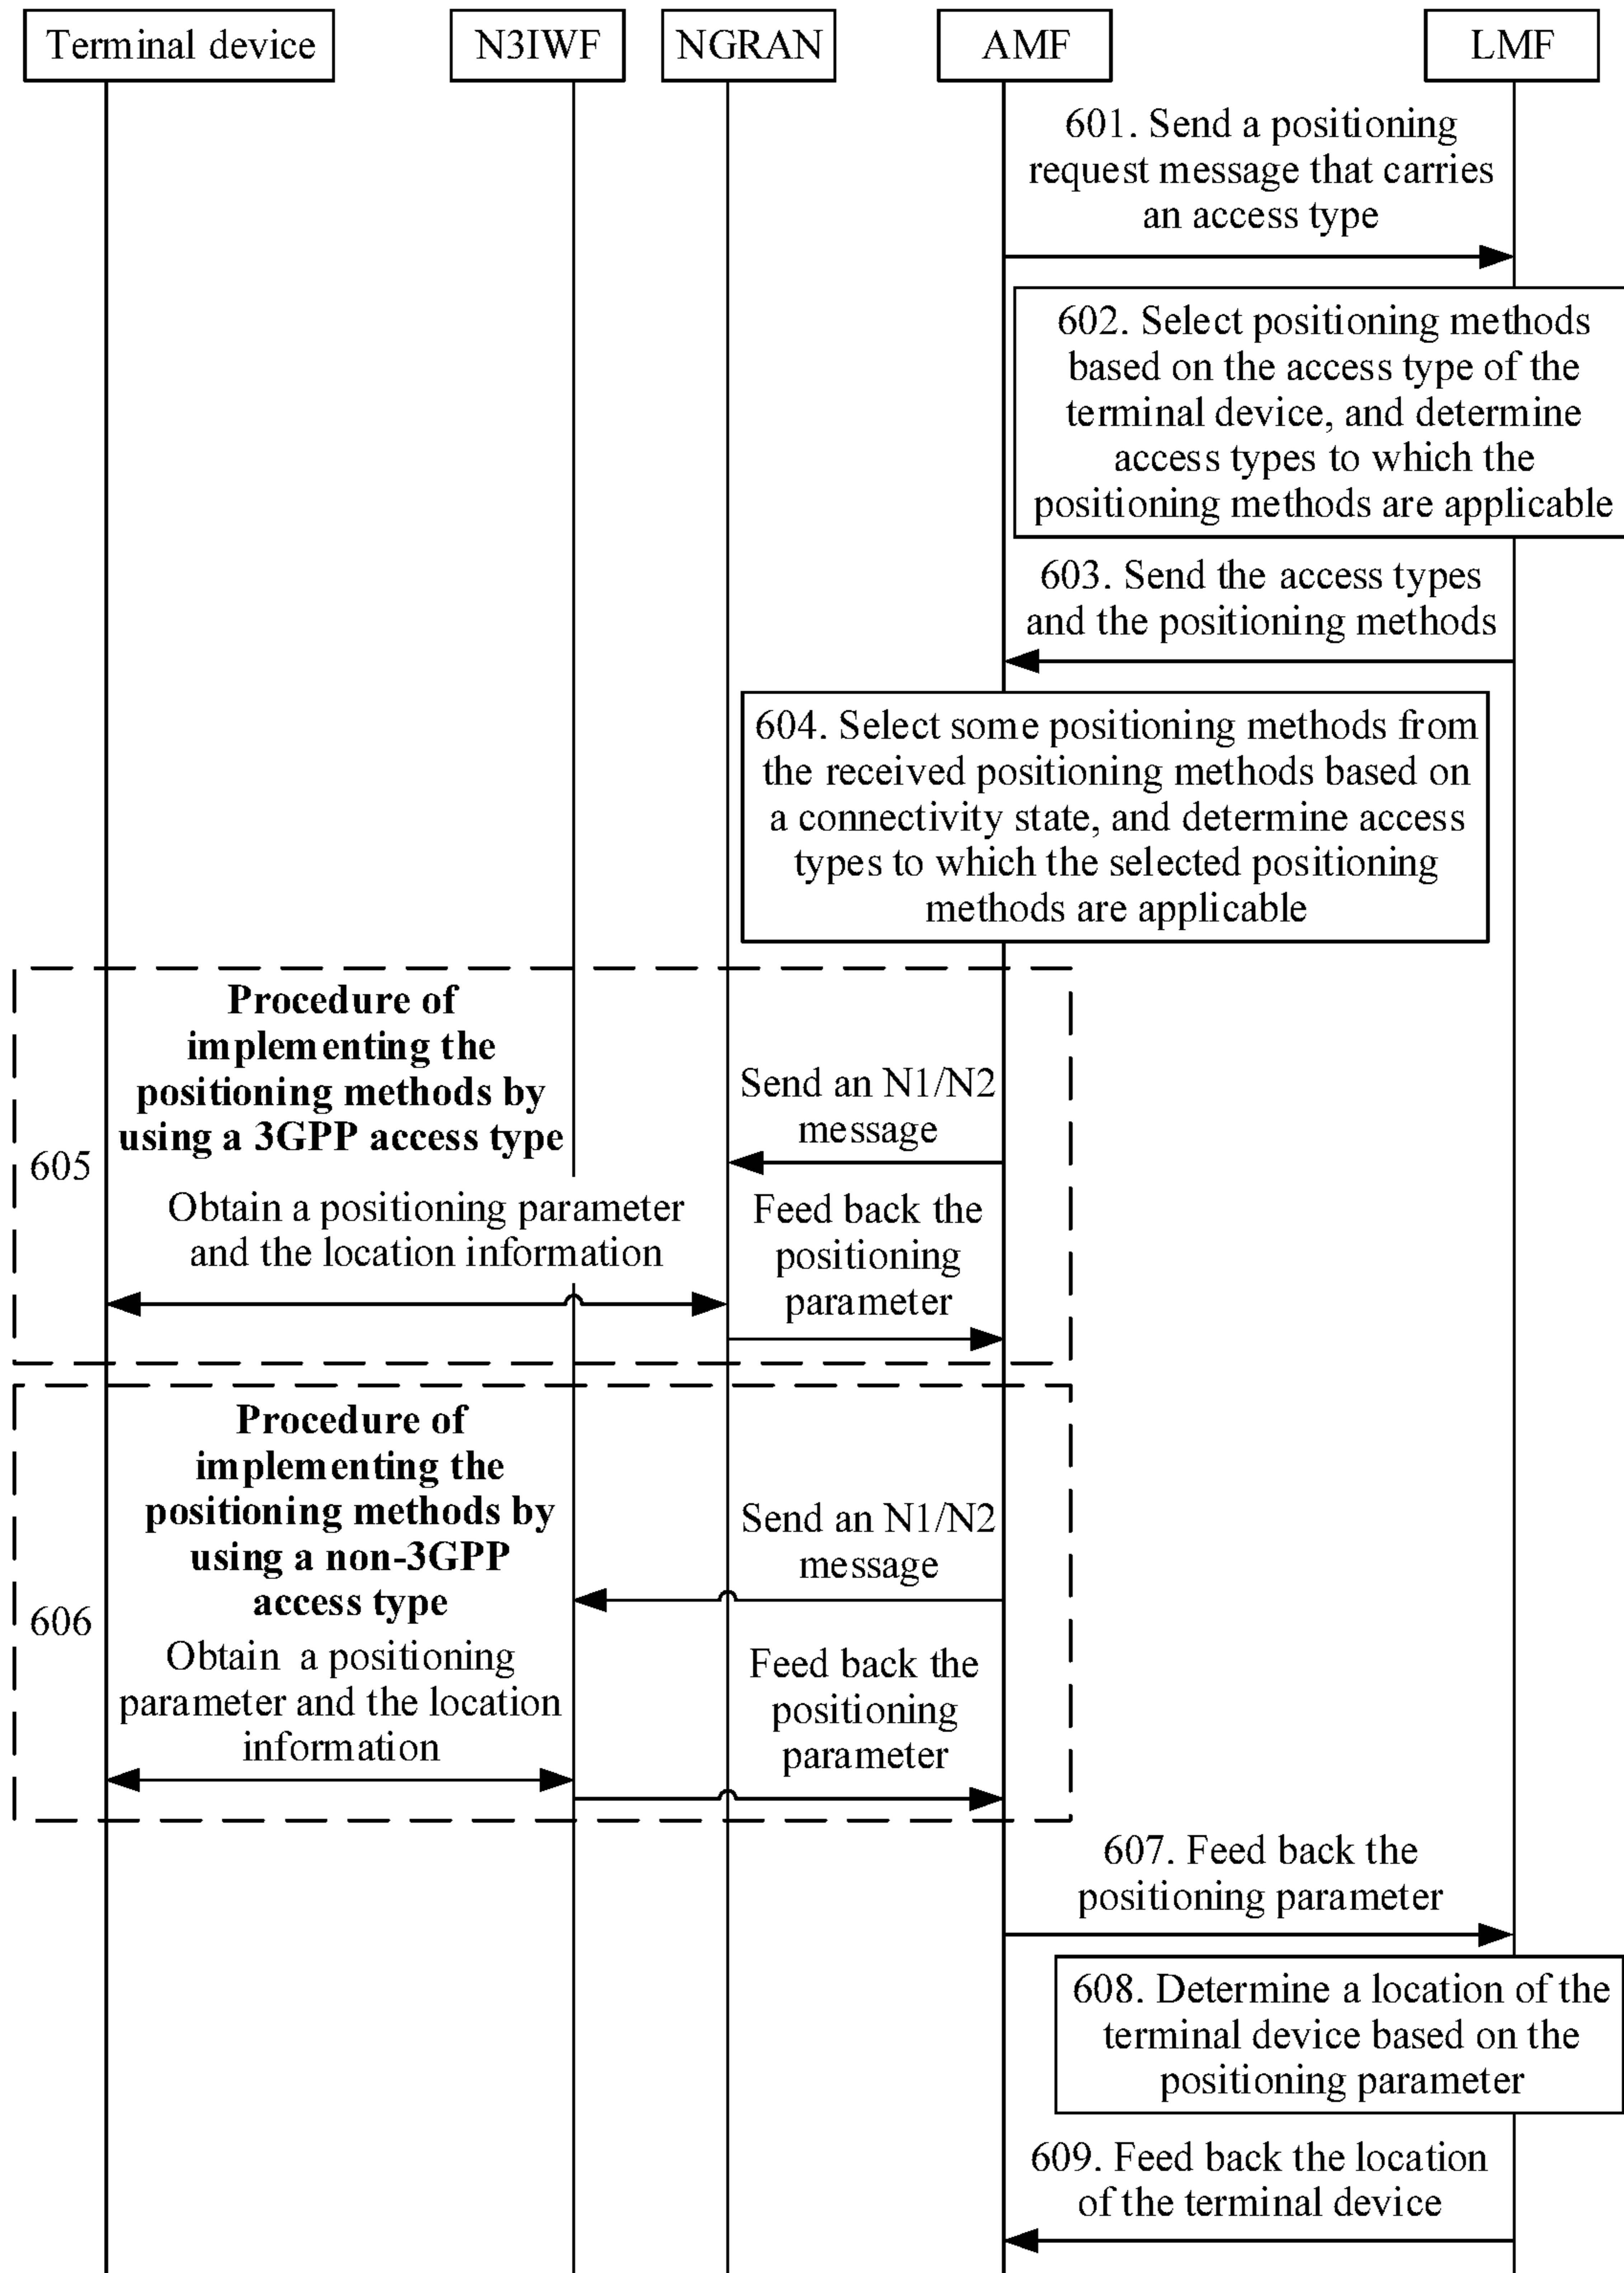 Terminal device
N3IWF
NGRAN
AMF
LMF
601. Send a positioning
request message that carries
an access type
602. Select positioning methods
based on the access type of the
terminal device, and determine
access types to which the
positioning methods are applicable
603. Send the access types
and the positioning methods
604. Select some positioning methods from
the received positioning methods based on
a connectivity state, and determine access
types to which the selected positioning
methods are applicable
605
Procedure of
implementing the
positioning methods by
using a 3GPP access type
Send an N1/N2
message
Obtain a positioning parameter
and the location information
Feed back the
positioning
parameter
606
Procedure of
implementing the
positioning methods by
using a non-3GPP
access type
Send an N1/N2
message
Obtain a positioning
parameter and the location
information
Feed back the
positioning
parameter
607. Feed back the
positioning parameter
608. Determine a location of the
terminal device based on the
positioning parameter
609. Feed back the location
of the terminal device